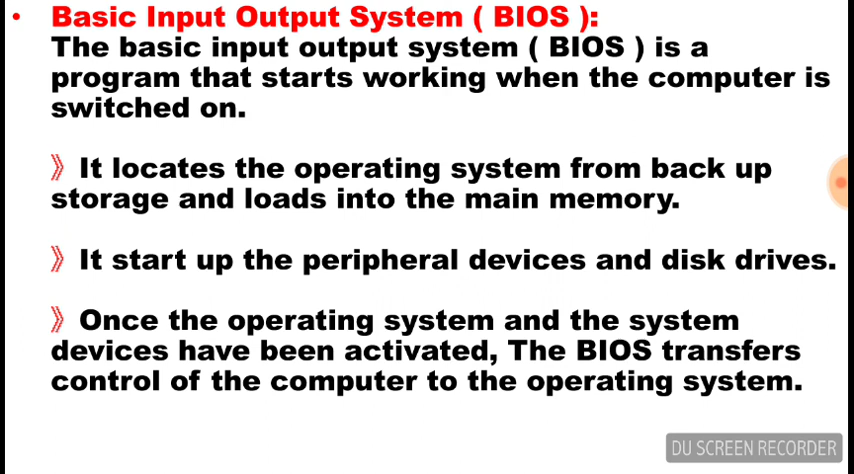 • Basic Input Output System ( BIOS ):
The basic input output system ( BIOS ) is a
program that starts working when the computer is
switched on.
》It locates the operating system from back up
storage and loads into the main memory.
》It start up the peripheral devices and disk drives.
》Once the operating system and the system
devices have been activated, The BIOS transfers
control of the computer to the operating system.
DU SCREEN RECORDER